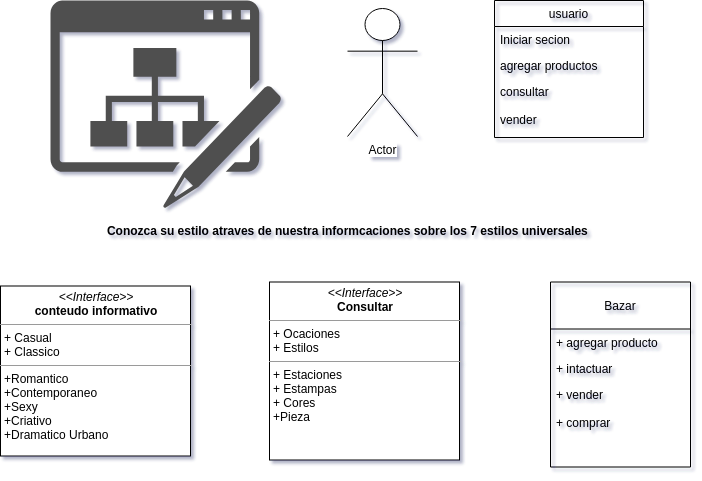 usuario
Iniciar secion
agregar productos
consultar
vender
Actor
Conozca su estilo atraves de nuestra informcaciones sobre los 7 estilos universales
<<Interface>>
conteudo informativo
+ Casual
+ Classico
+Romantico
+Contemporaneo
+Sexy
+Criativo
+Dramatico Urbano
<<Interface>>
Consultar
+ Ocaciones
+ Estilos
+ Estaciones
+ Estampas
+ Cores
+Pieza
Bazar
+ agregar producto
+ intactuar
+ vender
+ comprar